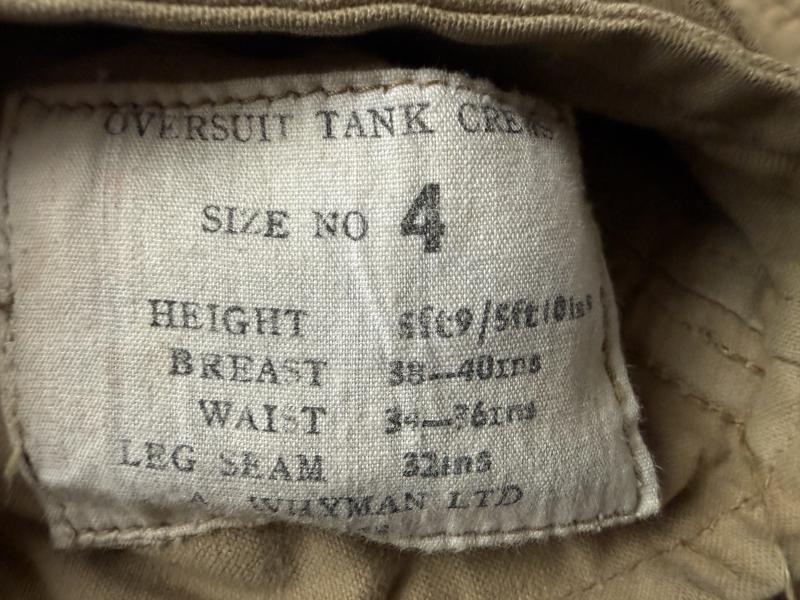 OVERSUIT TANK CREWS
SIZE NO 4
HEIGHT 5ft9/5ft10ins
BREAST 38-40ins
WAIST 34-36ins
LEG SEAM 32ins
A. WHYMAN LTD